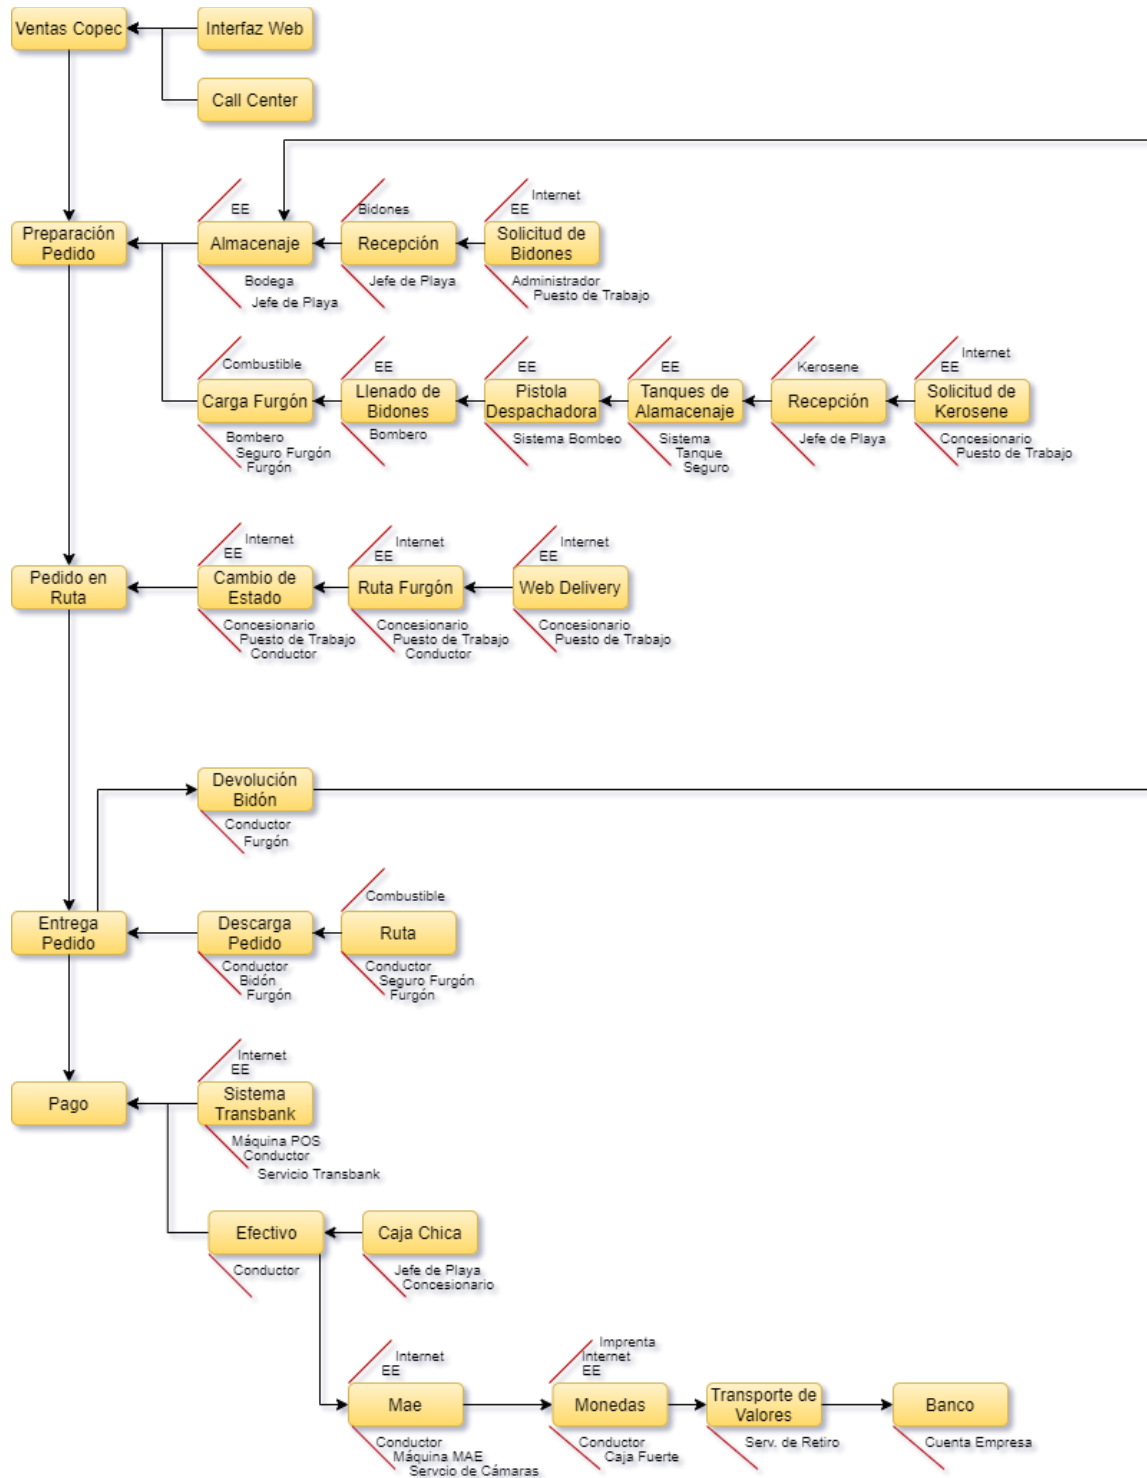 Ventas Copec
Interfaz Web
Call Center
EE
Bidones
Internet
EE
Preparación
Pedido
Almacenaje
Recepción
Solicitud de
Bidones
Bodega
Jefe de Playa
Jefe de Playa
Administrador
Puesto de Trabajo
Combustible
EE
EE
EE
Kerosene
Internet
EE
Carga Furgón
Llenado de
Bidones
Pistola
Despachadora
Tanques de
Alamacenaje
Recepción
Solicitud de
Kerosene
Bombero
Seguro Furgón
Furgón
Bombero
Sistema Bombeo
Sistema
Tanque
Seguro
Jefe de Playa
Concesionario
Puesto de Trabajo
Internet
EE
Internet
EE
Internet
EE
Pedido en
Ruta
Cambio de
Estado
Ruta Furgón
Web Delivery
Concesionario
Puesto de Trabajo
Conductor
Concesionario
Puesto de Trabajo
Conductor
Concesionario
Puesto de Trabajo
Devolución
Bidón
Conductor
Furgón
Combustible
Entrega
Pedido
Descarga
Pedido
Ruta
Conductor
Bidón
Furgón
Conductor
Seguro Furgón
Furgón
Internet
EE
Pago
Sistema
Transbank
Máquina POS
Conductor
Servicio Transbank
Efectivo
Caja Chica
Conductor
Jefe de Playa
Concesionario
Internet
EE
Imprenta
Internet
EE
Mae
Monedas
Transporte de
Valores
Banco
Conductor
Máquina MAE
Servcio de Cámaras
Conductor
Caja Fuerte
Serv. de Retiro
Cuenta Empresa